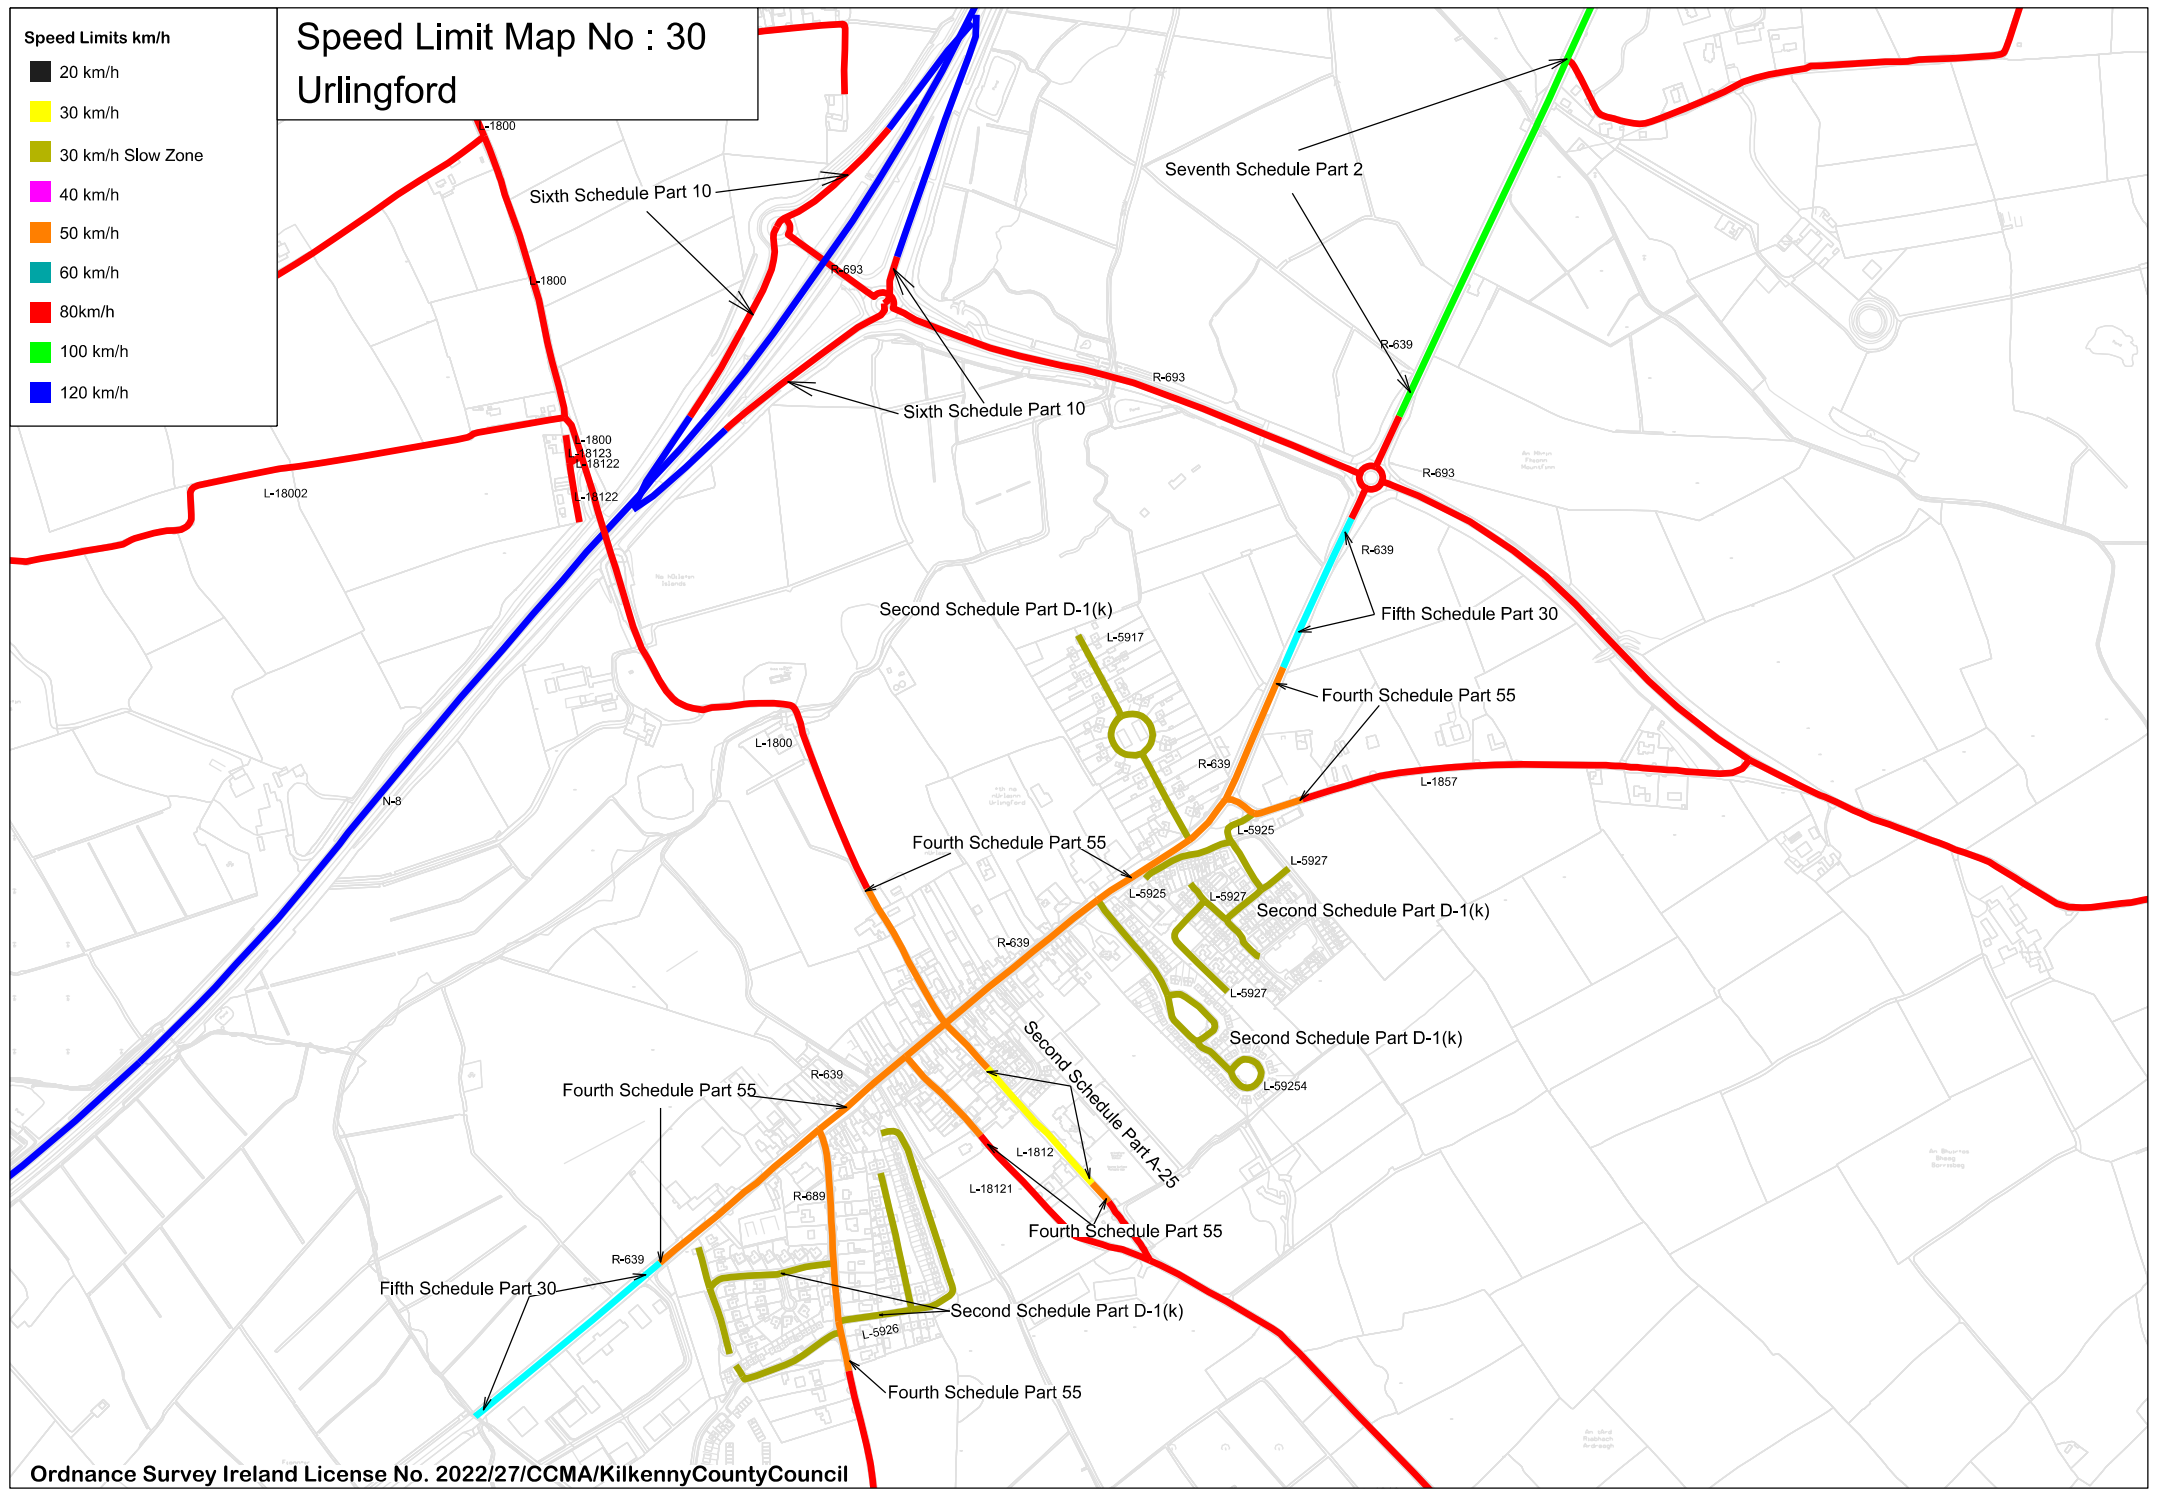 Speed Limits km/h
20 km/h
30 km/h
30 km/h Slow Zone
40 km/h
50 km/h
60 km/h
80km/h
100 km/h
120 km/h
Speed Limit Map No : 30
Urlingford
L-1800
Sixth Schedule Part 10
Seventh Schedule Part 2
R-693
L-1800
R-639
R-693
Sixth Schedule Part 10
L-1800
L-18123
L-18122
R-693
L-18002
L-18122
R-639
Second Schedule Part D-1(k)
Fifth Schedule Part 30
L-5917
Fourth Schedule Part 55
L-1800
R-639
L-1857
N-8
L-5925
Fourth Schedule Part 55
L-5927
L-5925
L-5927
Second Schedule Part D-1(k)
R-639
L-5927
Second Schedule Part D-1(k)
Second Schedule Part A-25
R-639
L-59254
Fourth Schedule Part 55
L-1812
L-18121
R-689
Fourth Schedule Part 55
R-639
Fifth Schedule Part 30
Second Schedule Part D-1(k)
L-5926
Fourth Schedule Part 55
Ordnance Survey Ireland License No. 2022/27/CCMA/KilkennyCountyCouncil